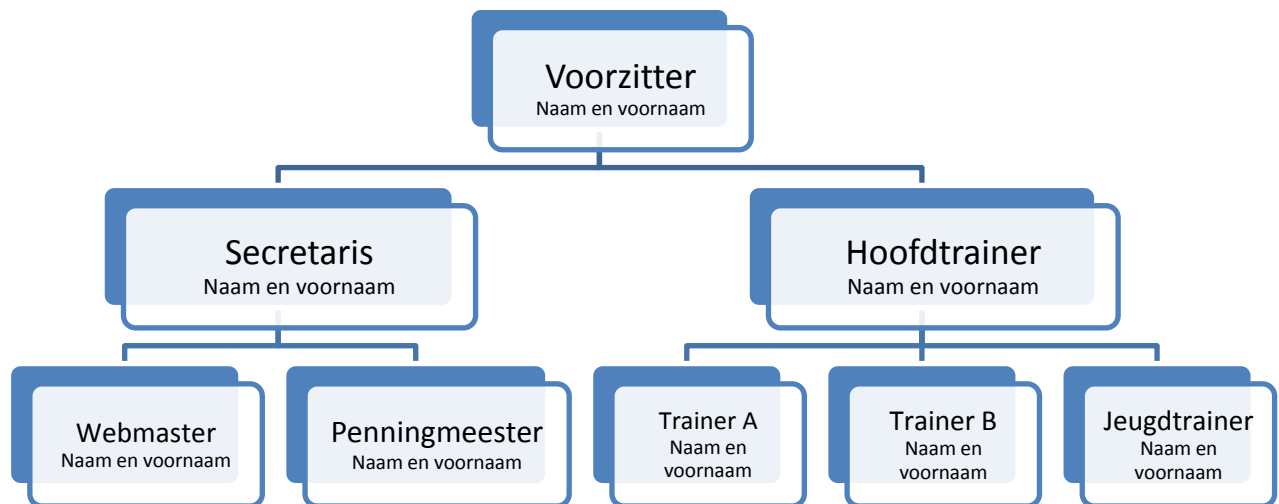 Voorzitter
Naam en voornaam
Secretaris
Naam en voornaam
Hoofdtrainer
Naam en voornaam
Webmaster
Naam en voornaam
Penningmeester
Naam en voornaam
Trainer A
Naam en
voornaam
Trainer B
Naam en
voornaam
Jeugdtrainer
Naam en
voornaam